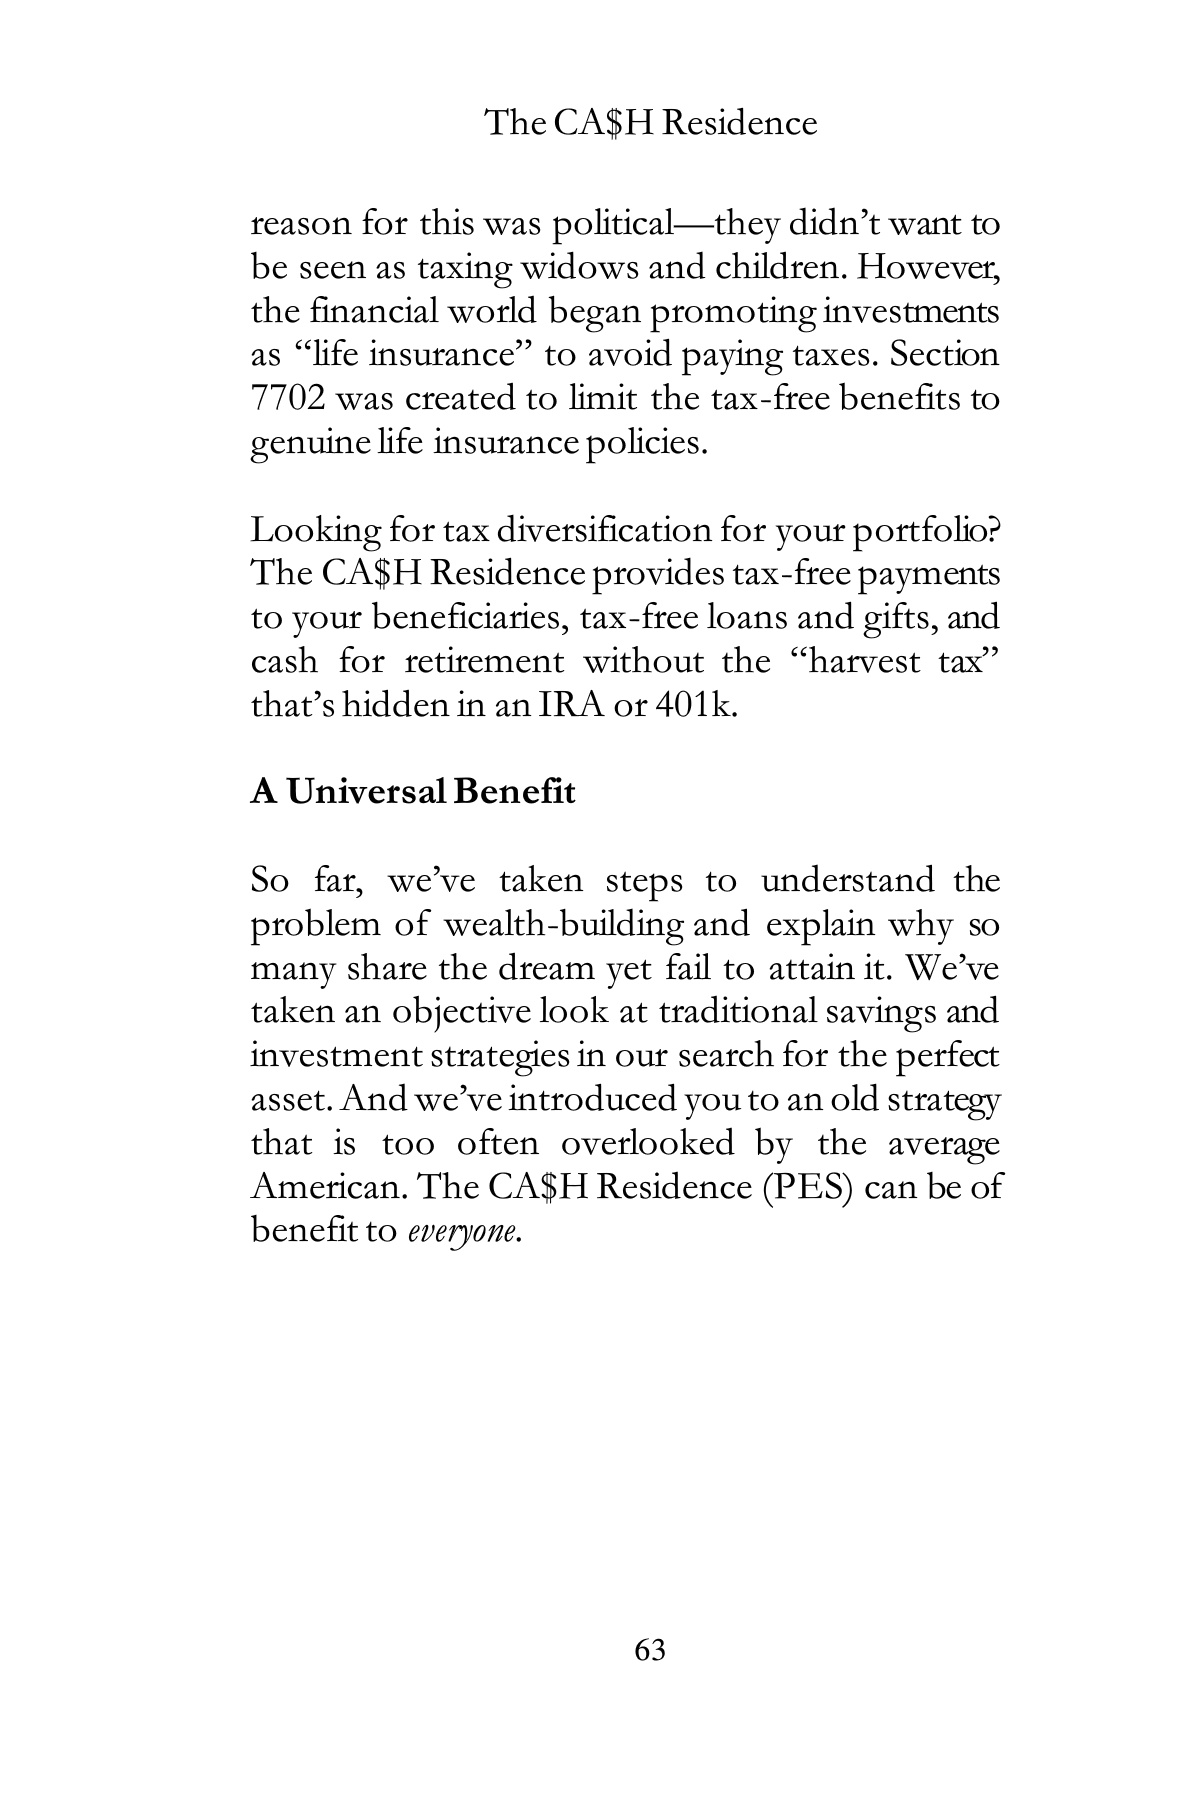 The CA$H Residence
reason for this was political—they didn’t want to
be seen as taxing widows and children. However,
the financial world began promoting investments
as “life insurance” to avoid paying taxes. Section
7702 was created to limit the tax-free benefits to
genuine life insurance policies.
Looking for tax diversification for your portfolio?
The CA$H Residence provides tax-free payments
to your beneficiaries, tax-free loans and gifts, and
cash for retirement without the “harvest tax”
that’s hidden in an IRA or 401k.
A Universal Benefit
So far, we’ve taken steps to understand the
problem of wealth-building and explain why so
many share the dream yet fail to attain it. We’ve
taken an objective look at traditional savings and
investment strategies in our search for the perfect
asset. And we’ve introduced you to an old strategy
that is too often overlooked by the average
American. The CA$H Residence (PES) can be of
benefit to everyone.
63